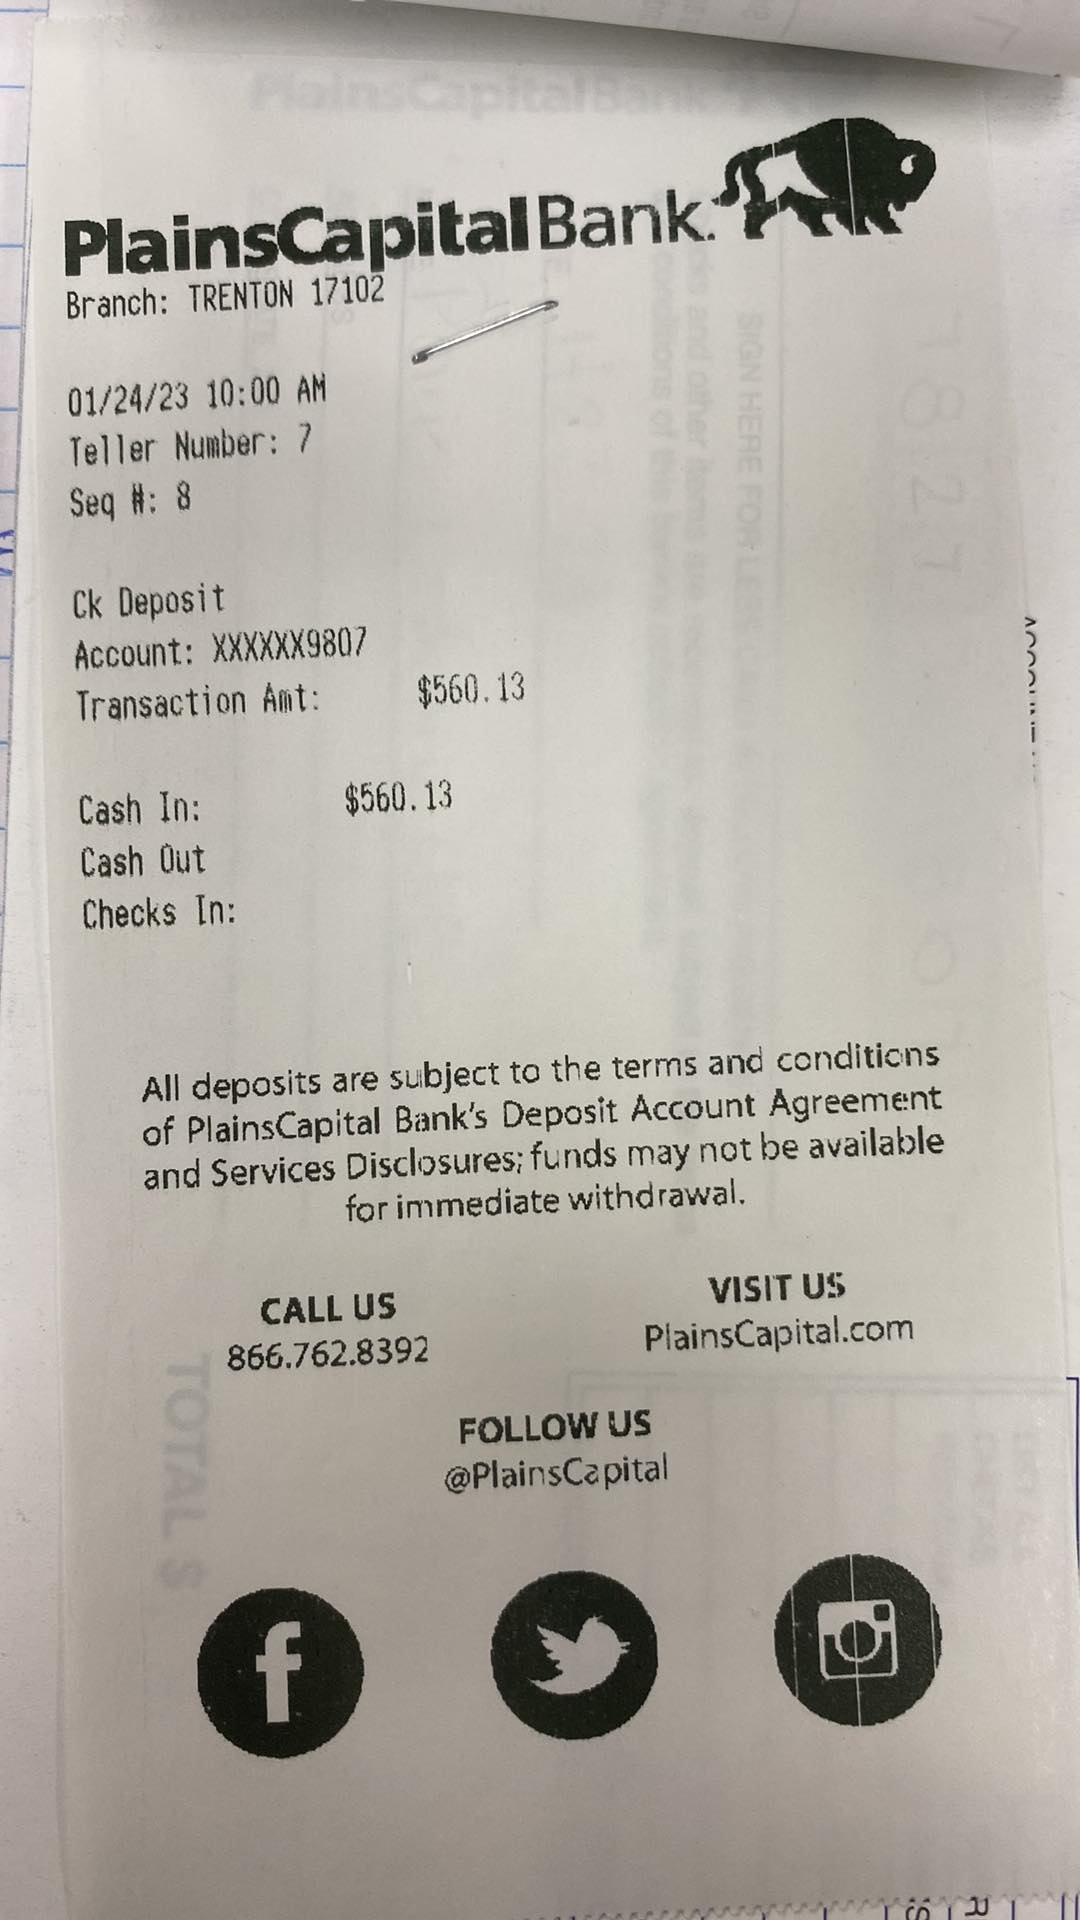 PlainsCapital Bank.
Branch: TRENTON 17102
01/24/23 10:00 AM
Teller Number: 7
Seq #: 8
Ck Deposit
Account: XXXXXX9807
Transaction Amt: $560.13
Cash In: $560.13
Cash Out
Checks In:
All deposits are subject to the terms and conditions
of PlainsCapital Bank's Deposit Account Agreement
and Services Disclosures; funds may not be available
for immediate withdrawal.
CALL US
866.762.8392
VISIT US
PlainsCapital.com
FOLLOW US
@PlainsCapital